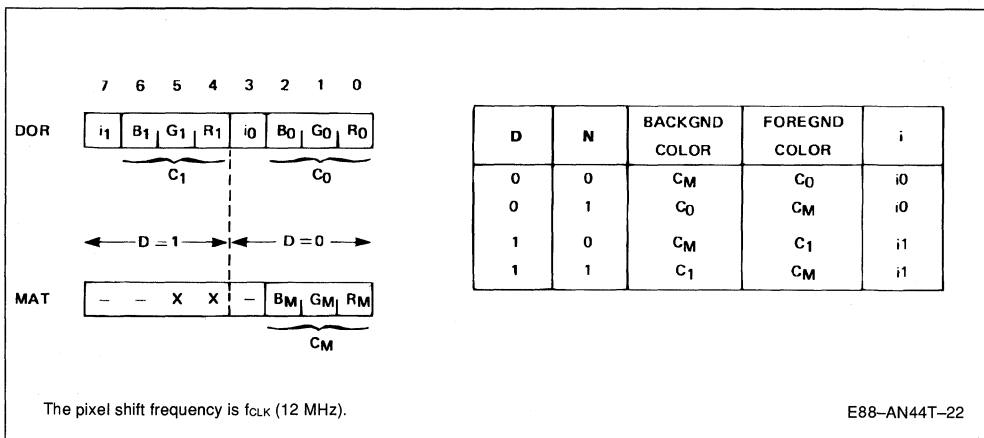 7 6 5 4 3 2 1 0
DOR i1 B1 G1 R1 i0 B0 G0 R0
C1 C0
D = 1 D = 0
MAT – – X X – BM GM RM
CM
D N BACKGND COLOR FOREGND COLOR i
0 0 CM C0 i0
0 1 C0 CM i0
1 0 CM C1 i1
1 1 C1 CM i1
The pixel shift frequency is fCLK (12 MHz).
E88–AN44T–22